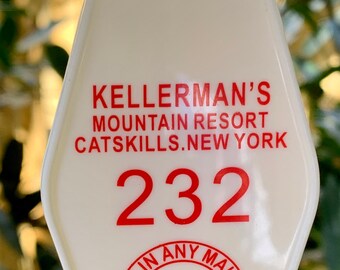 KELLERMAN'S
MOUNTAIN RESORT
CATSKILLS.NEW YORK
232
IN ANY MA